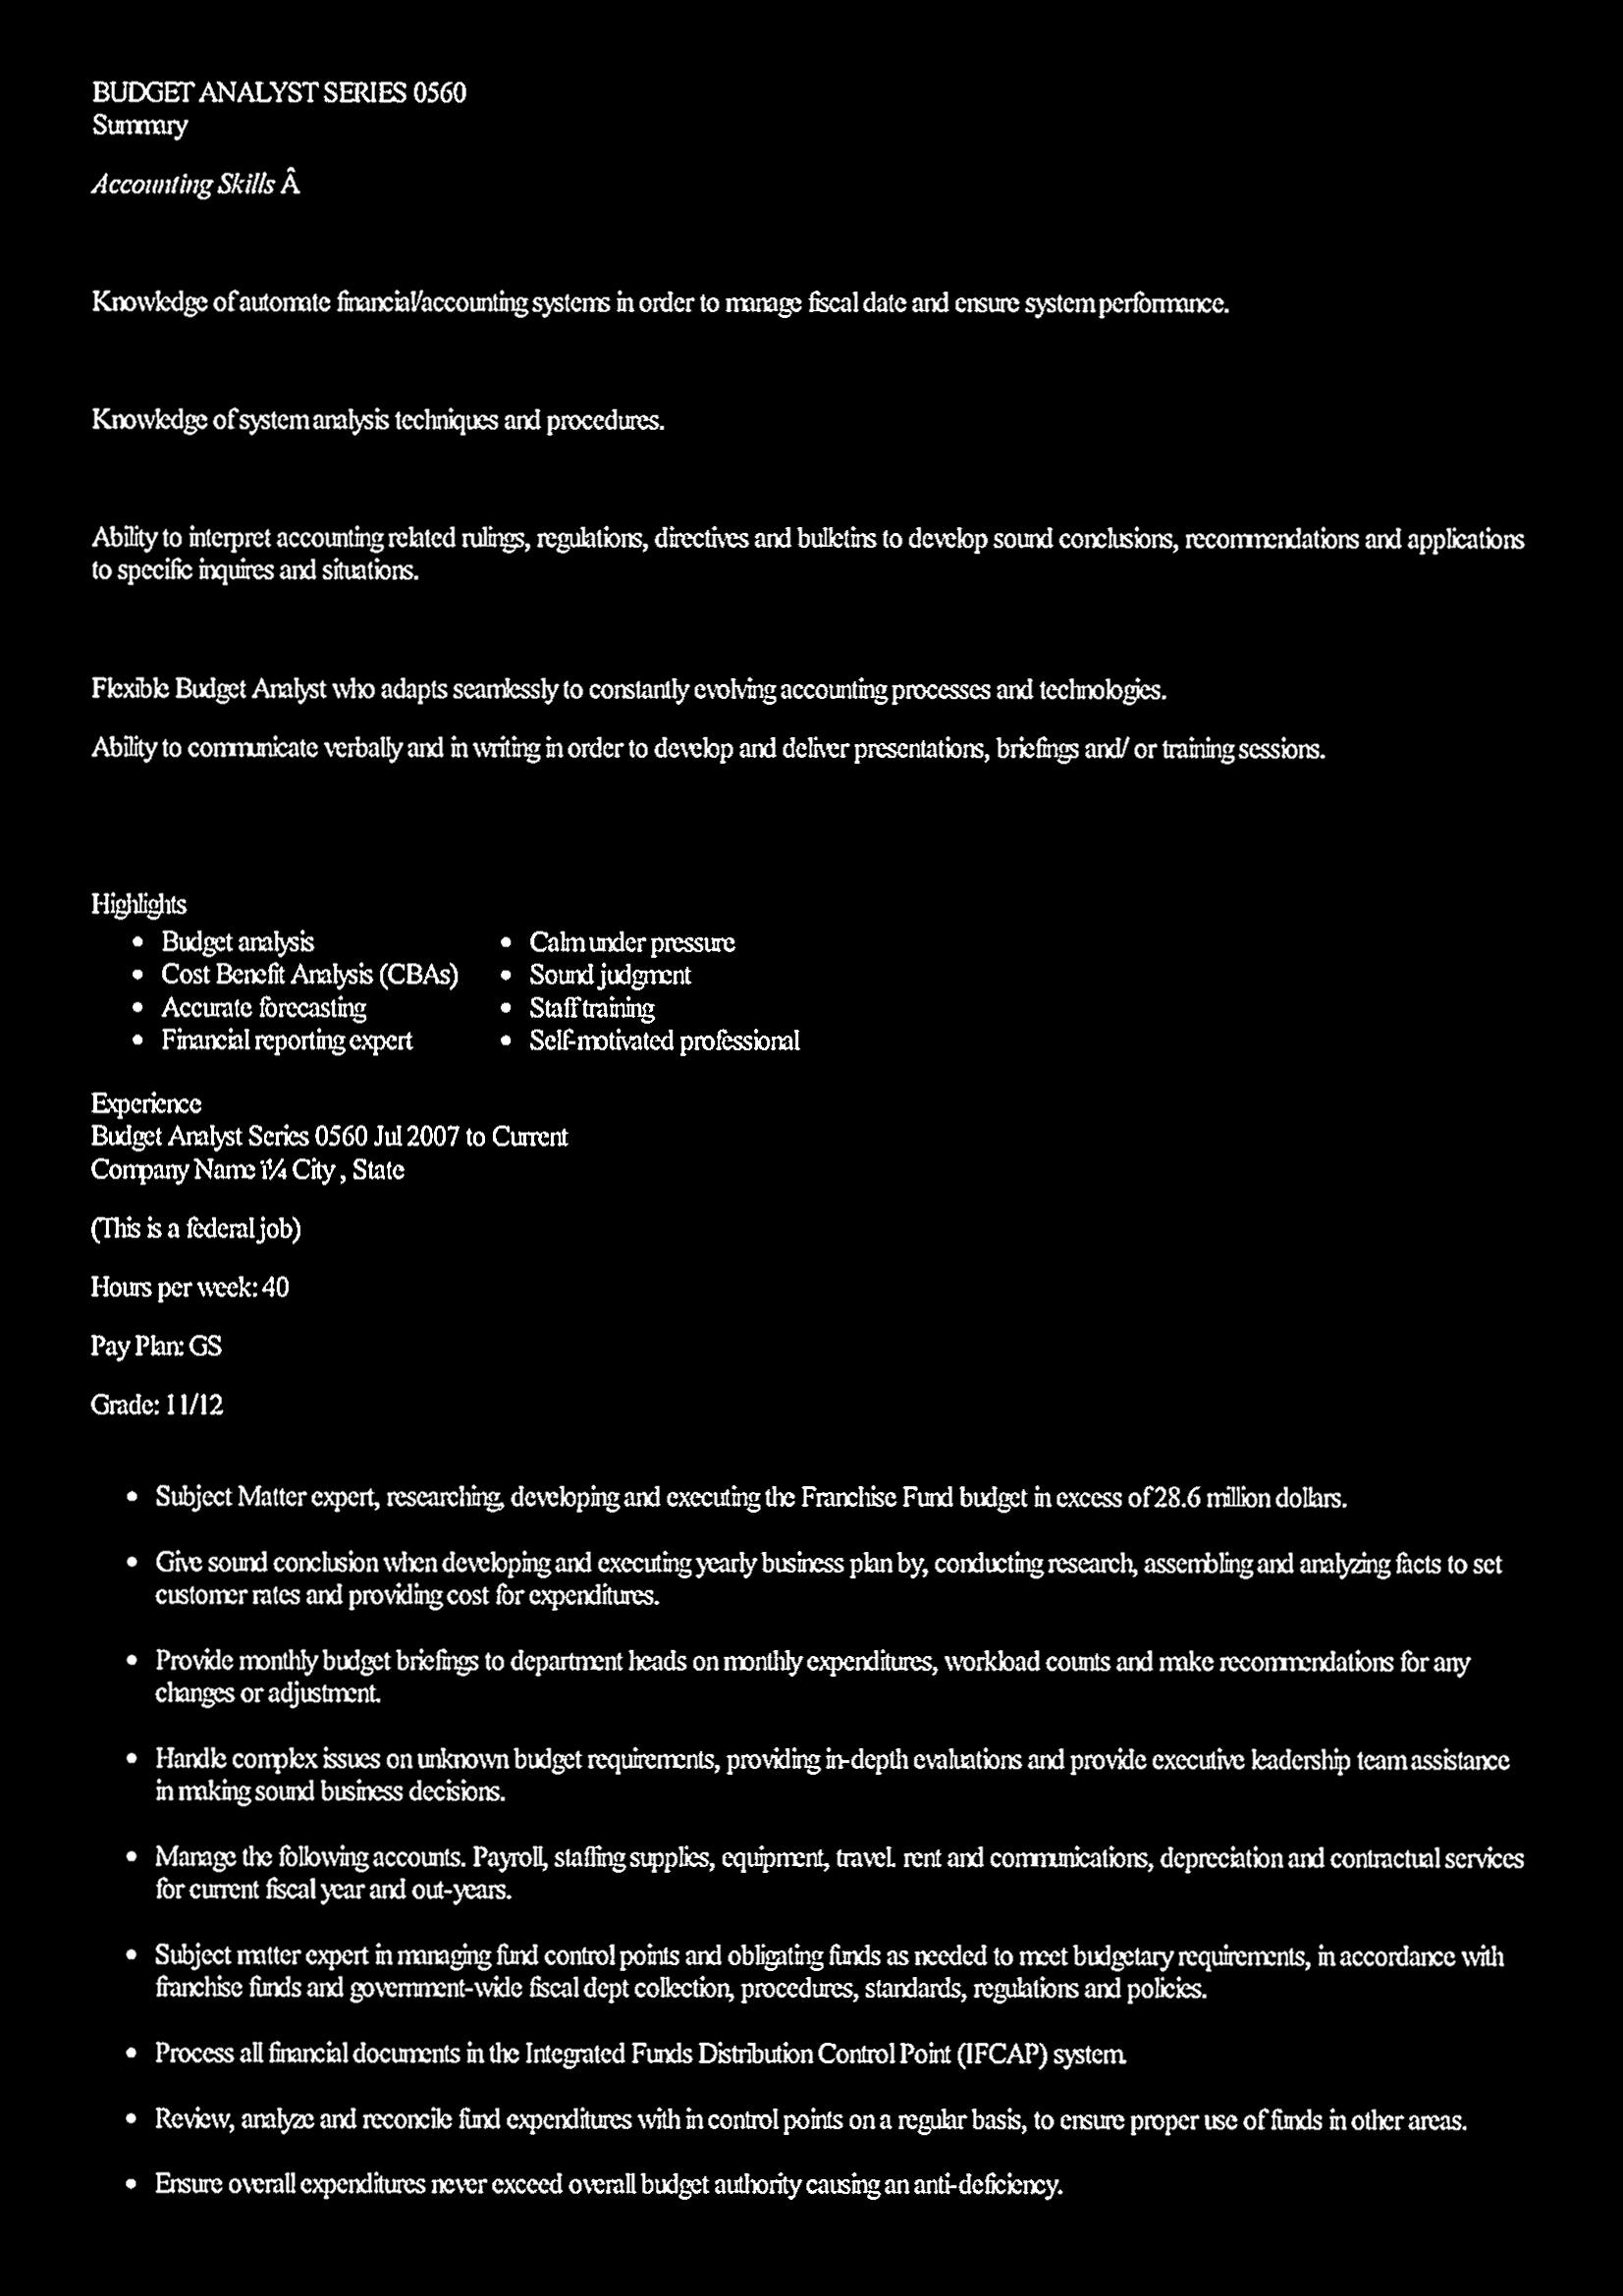 BUDGET ANALYST SERIES 0560
Summary
Accounting Skills Â
Knowledge of automate financial/accounting systems in order to manage fiscal date and ensure system performance.
Knowledge of system analysis techniques and procedures.
Ability to interpret accounting related rulings, regulations, directives and bulletins to develop sound conclusions, recommendations and applications
to specific inquires and situations.
Flexible Budget Analyst who adapts seamlessly to constantly evolving accounting processes and technologies.
Ability to communicate verbally and in writing in order to develop and deliver presentations, briefings and/ or training sessions.
Highlights
• Budget analysis
• Cost Benefit Analysis (CBAs)
• Accurate forecasting
• Financial reporting expert
• Calm under pressure
• Sound judgment
• Staff training
• Self-motivated professional
Experience
Budget Analyst Series 0560 Jul 2007 to Current
Company Name ï¼ City , State
(This is a federal job)
Hours per week: 40
Pay Plan: GS
Grade: 11/12
• Subject Matter expert, researching, developing and executing the Franchise Fund budget in excess of 28.6 million dollars.
• Give sound conclusion when developing and executing yearly business plan by, conducting research, assembling and analyzing facts to set
customer rates and providing cost for expenditures.
• Provide monthly budget briefings to department heads on monthly expenditures, workload counts and make recommendations for any
changes or adjustment.
• Handle complex issues on unknown budget requirements, providing in-depth evaluations and provide executive leadership team assistance
in making sound business decisions.
• Manage the following accounts. Payroll, staffing supplies, equipment, travel. rent and communications, depreciation and contractual services
for current fiscal year and out-years.
• Subject matter expert in managing fund control points and obligating funds as needed to meet budgetary requirements, in accordance with
franchise funds and government-wide fiscal dept collection, procedures, standards, regulations and policies.
• Process all financial documents in the Integrated Funds Distribution Control Point (IFCAP) system.
• Review, analyze and reconcile fund expenditures with in control points on a regular basis, to ensure proper use of funds in other areas.
• Ensure overall expenditures never exceed overall budget authority causing an anti-deficiency.